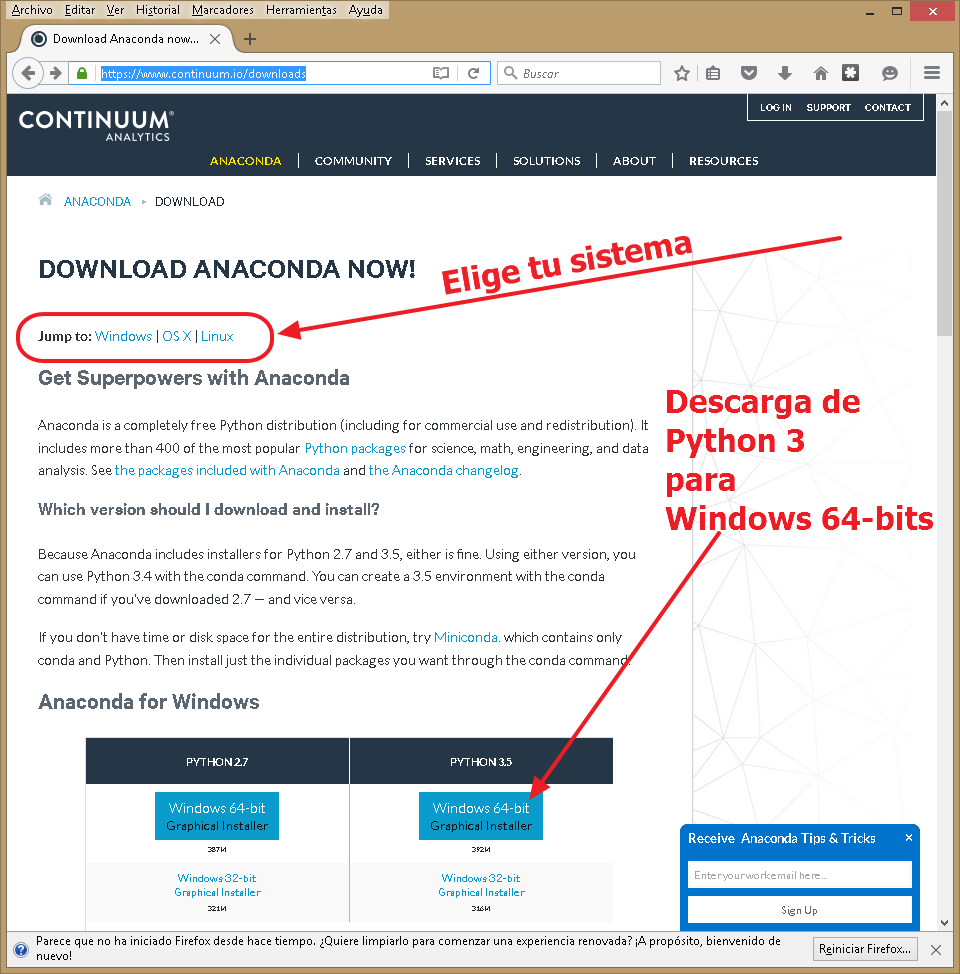 Archivo Editar Ver Historial Marcadores Herramientas Ayuda
Download Anaconda now...
https://www.continuum.io/downloads
Buscar
CONTINUUM®
ANALYTICS
LOG IN SUPPORT CONTACT
ANACONDA COMMUNITY SERVICES SOLUTIONS ABOUT RESOURCES
ANACONDA ▸ DOWNLOAD
DOWNLOAD ANACONDA NOW!
Elige tu sistema
Jump to: Windows | OS X | Linux
Get Superpowers with Anaconda
Descarga de
Python 3
para
Windows 64-bits
Anaconda is a completely free Python distribution (including for commercial use and redistribution). It
includes more than 400 of the most popular Python packages for science, math, engineering, and data
analysis. See the packages included with Anaconda and the Anaconda changelog.
Which version should I download and install?
Because Anaconda includes installers for Python 2.7 and 3.5, either is fine. Using either version, you
can use Python 3.4 with the conda command. You can create a 3.5 environment with the conda
command if you've downloaded 2.7 — and vice versa.
If you don't have time or disk space for the entire distribution, try Miniconda. which contains only
conda and Python. Then install just the individual packages you want through the conda command.
Anaconda for Windows
PYTHON 2.7 PYTHON 3.5
Windows 64-bit
Graphical Installer
387M
Windows 64-bit
Graphical Installer
392M
Windows 32-bit
Graphical Installer
321M
Windows 32-bit
Graphical Installer
316M
Receive Anaconda Tips & Tricks ×
Enter your work email here...
Sign Up
Parece que no ha iniciado Firefox desde hace tiempo. ¿Quiere limpiarlo para comenzar una experiencia renovada? ¡A propósito, bienvenido de
nuevo!
Reiniciar Firefox...